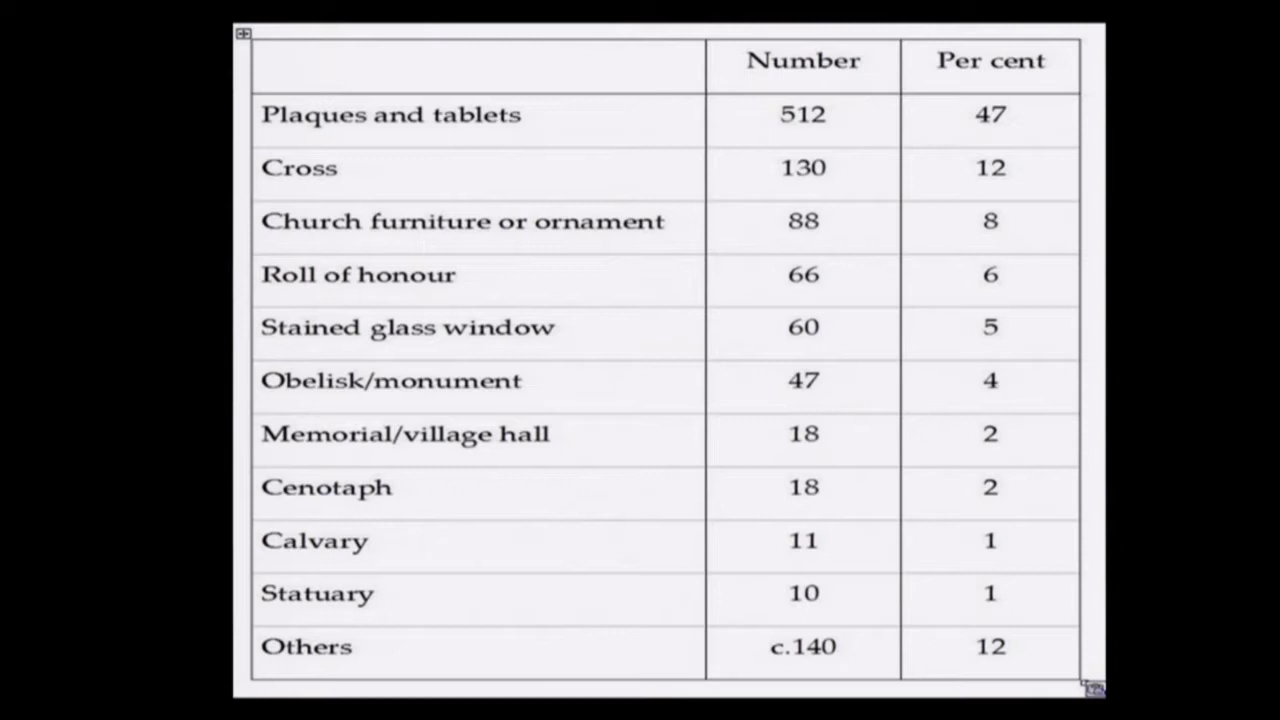 Number Per cent
Plaques and tablets 512 47
Cross 130 12
Church furniture or ornament 88 8
Roll of honour 66 6
Stained glass window 60 5
Obelisk/monument 47 4
Memorial/village hall 18 2
Cenotaph 18 2
Calvary 11 1
Statuary 10 1
Others c.140 12